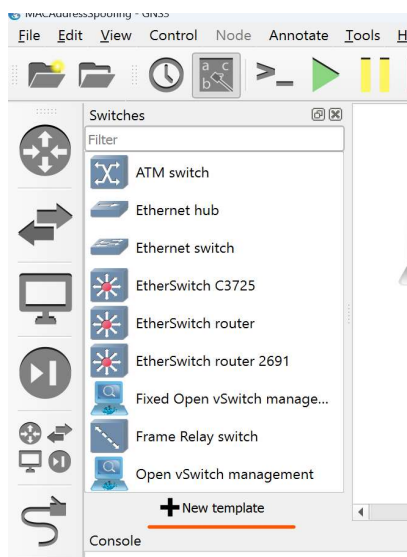 MACAddressSpoofing - GNS3
File Edit View Control Node Annotate Tools H
a c
b
>_
Switches
Filter
ATM switch
Ethernet hub
Ethernet switch
EtherSwitch C3725
EtherSwitch router
EtherSwitch router 2691
Fixed Open vSwitch manage...
Frame Relay switch
Open vSwitch management
New template
Console